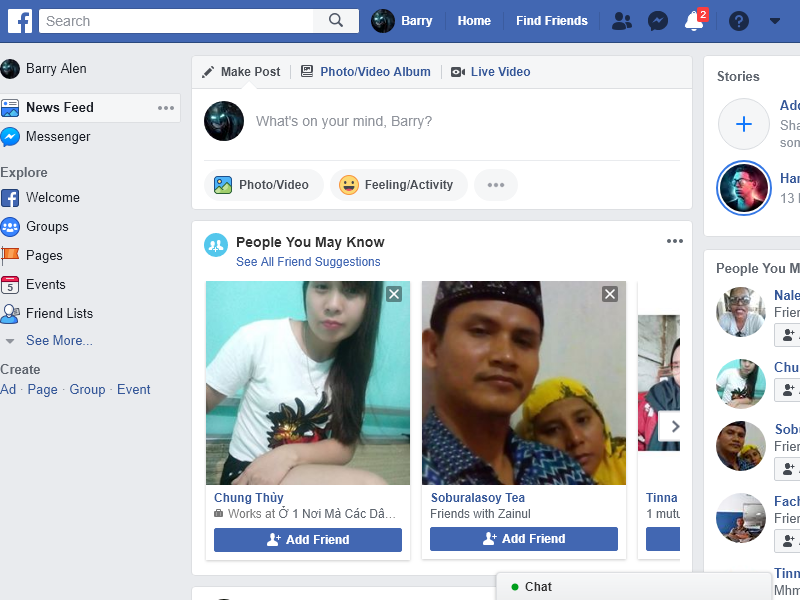 Search
Barry
Home
Find Friends
2
Barry Alen
News Feed
Messenger
Explore
Welcome
Groups
Pages
5
Events
Friend Lists
See More...
Create
Ad · Page · Group · Event
Make Post
Photo/Video Album
Live Video
What's on your mind, Barry?
Photo/Video
Feeling/Activity
People You May Know
See All Friend Suggestions
Chung Thùy
Works at Ở 1 Nơi Mà Các Dâ...
Add Friend
Soburalasoy Tea
Friends with Zainul
Add Friend
Tinna
1 mutu
Stories
Add
Sha
som
Han
13 h
People You M
Nale
Frien
Chu
Sobu
Frien
Fach
Frien
Tinn
Mhm
Chat